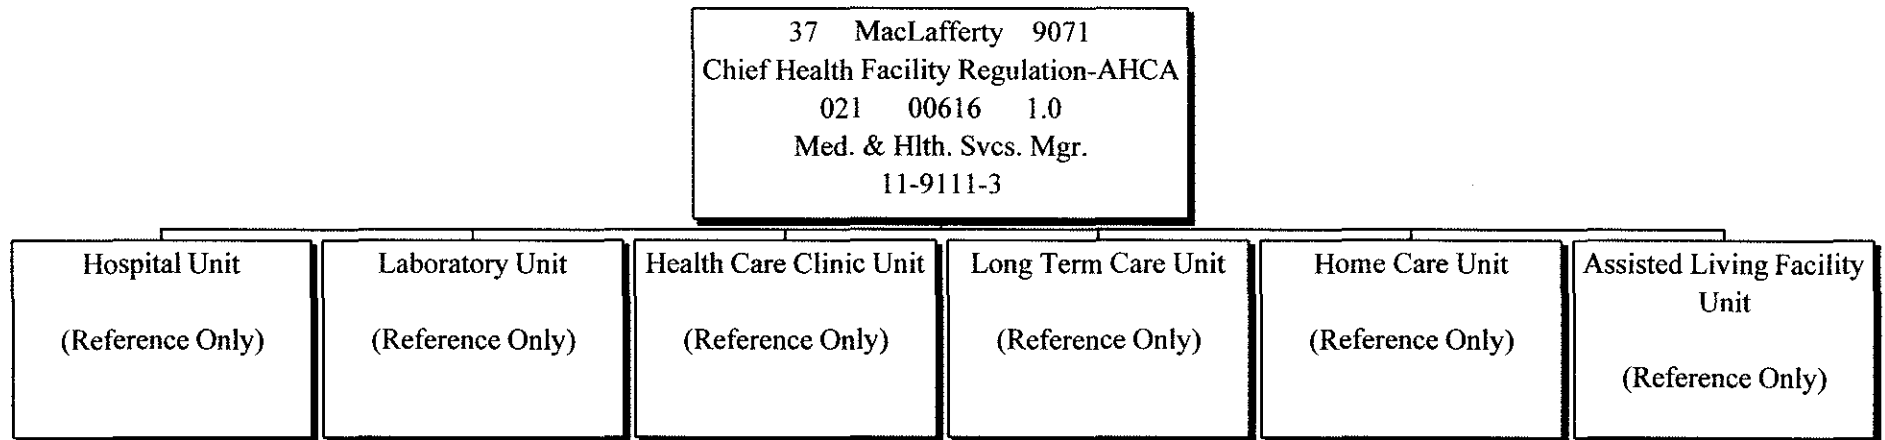 37 MacLafferty 9071
Chief Health Facility Regulation-AHCA
021 00616 1.0
Med. & Hlth. Svcs. Mgr.
11-9111-3
Hospital Unit
(Reference Only)
Laboratory Unit
(Reference Only)
Health Care Clinic Unit
(Reference Only)
Long Term Care Unit
(Reference Only)
Home Care Unit
(Reference Only)
Assisted Living Facility
Unit
(Reference Only)